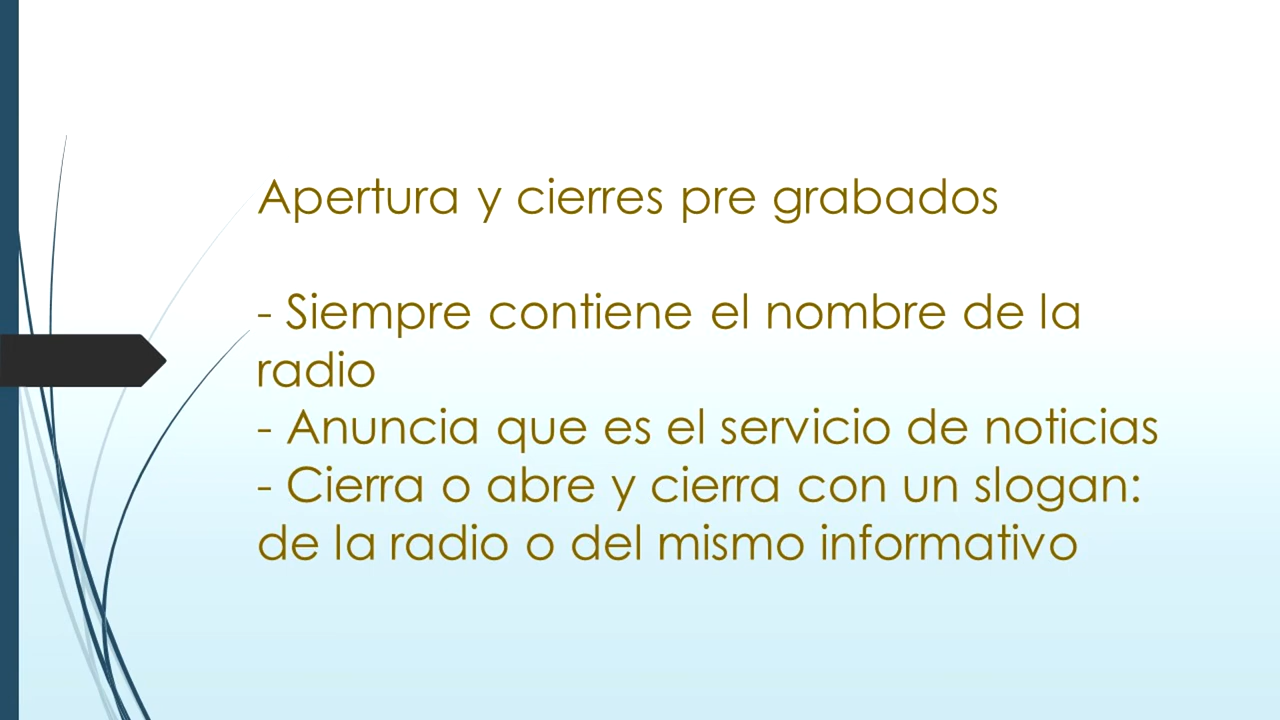 Apertura y cierres pre grabados
- Siempre contiene el nombre de la
radio
- Anuncia que es el servicio de noticias
- Cierra o abre y cierra con un slogan:
de la radio o del mismo informativo